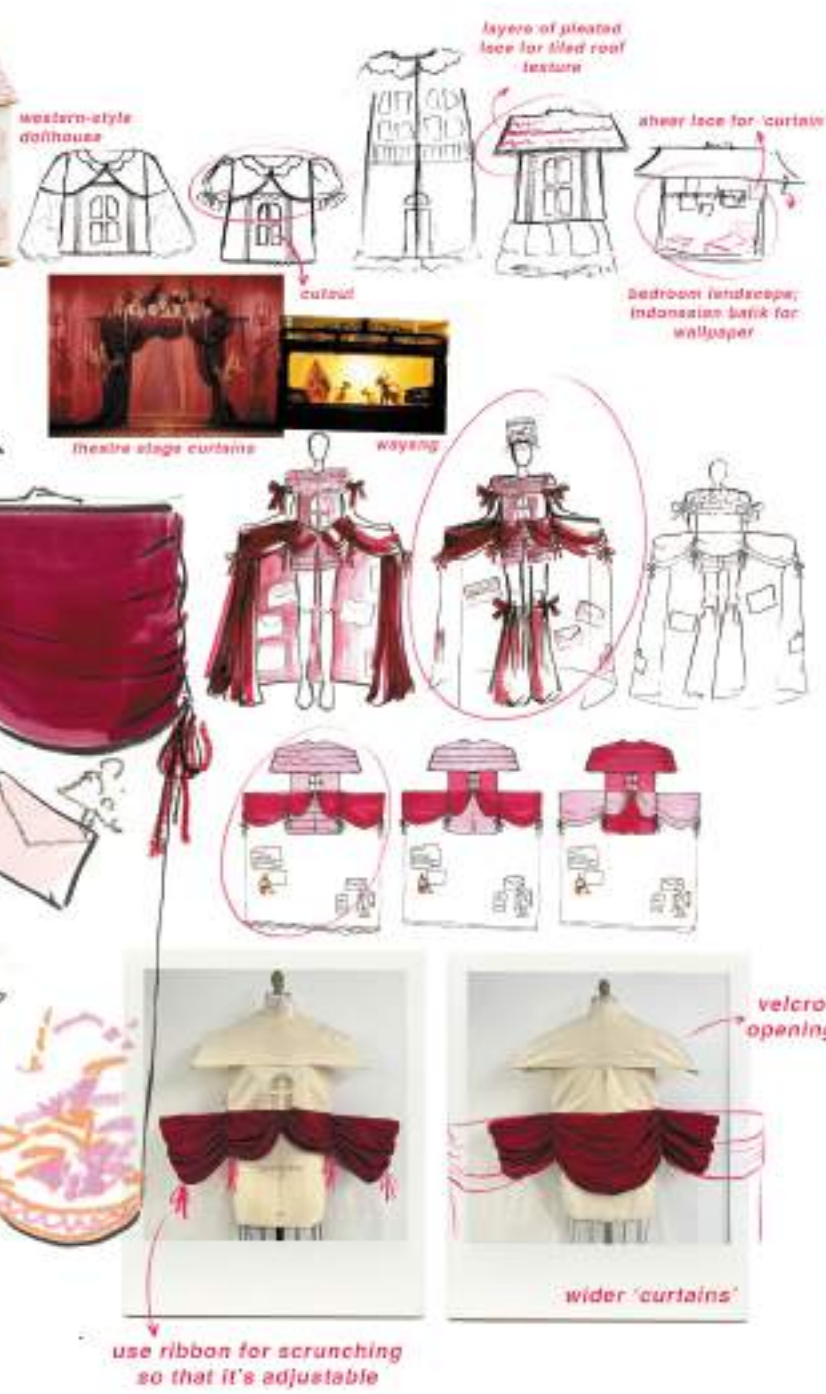 layers of pleated
lace for tiled roof
texture
western-style
dollhouse
sheer lace for 'curtain
cutout
bedroom landscape;
Indonesian batik for
wallpaper
theatre stage curtains
wayang
velcro
opening
wider 'curtains'
use ribbon for scrunching
so that it's adjustable